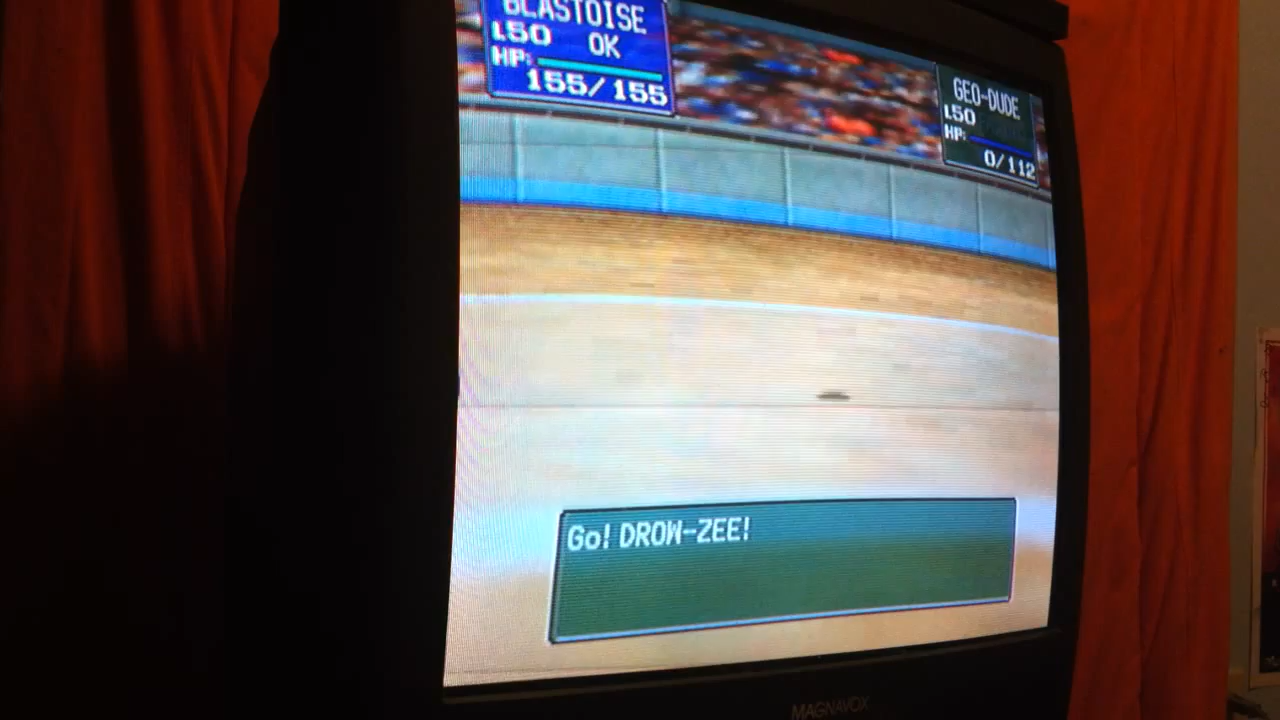 BLASTOISE
L50 OK
HP:
155/155
GEO-DUDE
L50
HP:
0/112
Go! DROW-ZEE!
MAGNAVOX